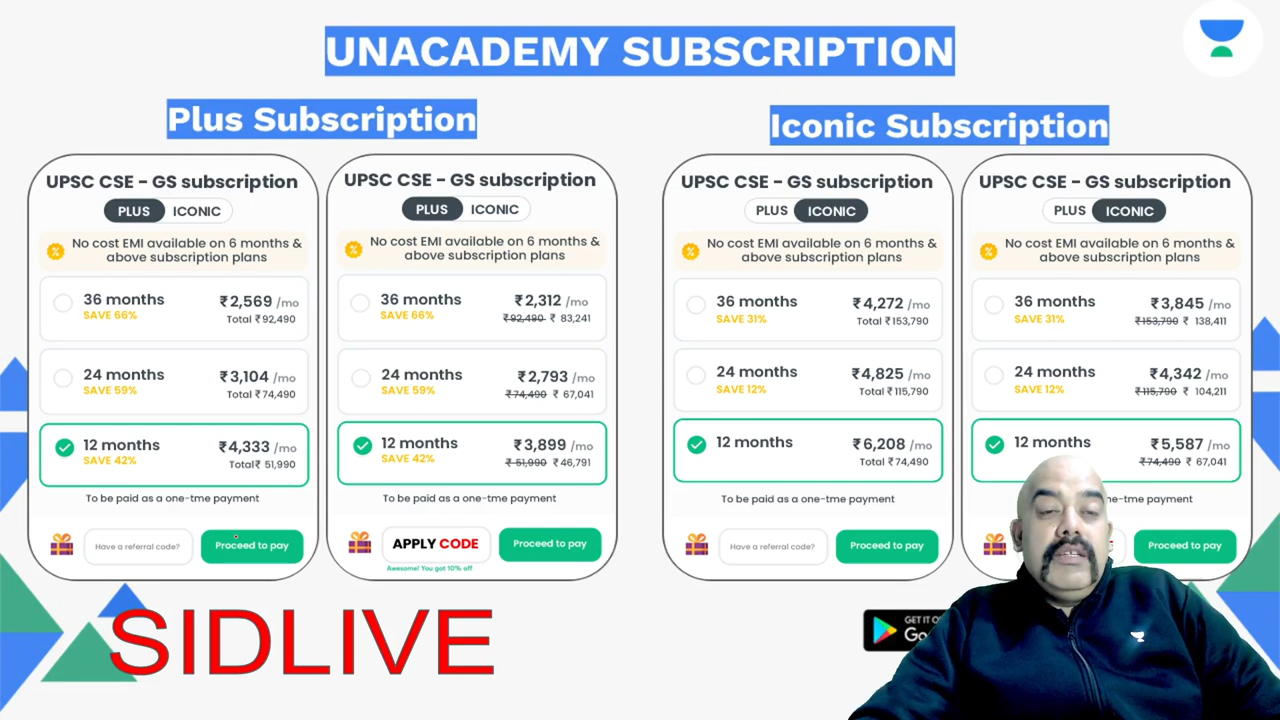 UNACADEMY SUBSCRIPTION
Plus Subscription
UPSC CSE - GS subscription
PLUS ICONIC
No cost EMI available on 6 months &
above subscription plans
36 months ₹2,569 /mo
SAVE 66% Total ₹92,490
24 months ₹3,104 /mo
SAVE 59% Total ₹74,490
12 months ₹4,333 /mo
SAVE 42% Total₹ 51,990
To be paid as a one-tme payment
Have a referral code? Proceed to pay
UPSC CSE - GS subscription
PLUS ICONIC
No cost EMI available on 6 months &
above subscription plans
36 months ₹2,312 /mo
SAVE 66% ₹92,490 ₹ 83,241
24 months ₹2,793 /mo
SAVE 59% ₹74,490 ₹ 67,041
12 months ₹3,899 /mo
SAVE 42% ₹ 51,990 ₹46,791
To be paid as a one-tme payment
APPLY CODE Proceed to pay
Awesome! You got 10% off
Iconic Subscription
UPSC CSE - GS subscription
PLUS ICONIC
No cost EMI available on 6 months &
above subscription plans
36 months ₹4,272 /mo
SAVE 31% Total ₹153,790
24 months ₹4,825 /mo
SAVE 12% Total ₹115,790
12 months ₹6,208 /mo
Total ₹74,490
To be paid as a one-tme payment
Have a referral code? Proceed to pay
UPSC CSE - GS subscription
PLUS ICONIC
No cost EMI available on 6 months &
above subscription plans
36 months ₹3,845 /mo
SAVE 31% ₹153,790 ₹ 138,411
24 months ₹4,342 /mo
SAVE 12% ₹115,790 ₹ 104,211
12 months ₹5,587 /mo
₹74,490 ₹ 67,041
payment
Proceed to pay
SIDLIVE
GET IT